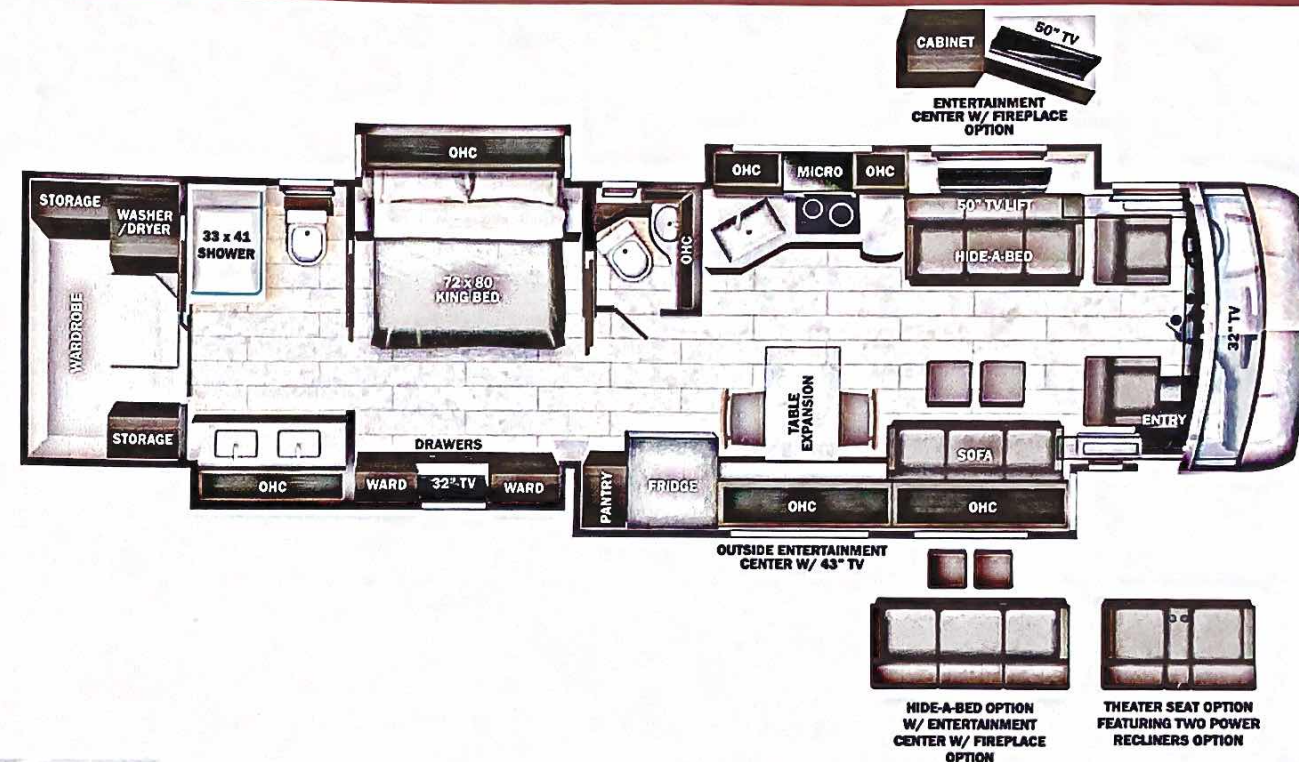 CABINET
50" TV
ENTERTAINMENT
CENTER W/ FIREPLACE
OPTION
OHC
OHC
MICRO
OHC
STORAGE
WASHER
/DRYER
33 x 41
SHOWER
50" TV LIFT
HIDE-A-BED
OHC
72 x 80
KING BED
WARDROBE
32" TV
TABLE
EXPANSION
ENTRY
STORAGE
DRAWERS
SOFA
OHC
WARD
32" TV
WARD
PANTRY
FRIDGE
OHC
OHC
OUTSIDE ENTERTAINMENT
CENTER W/ 43" TV
HIDE-A-BED OPTION
W/ ENTERTAINMENT
CENTER W/ FIREPLACE
OPTION
THEATER SEAT OPTION
FEATURING TWO POWER
RECLINERS OPTION